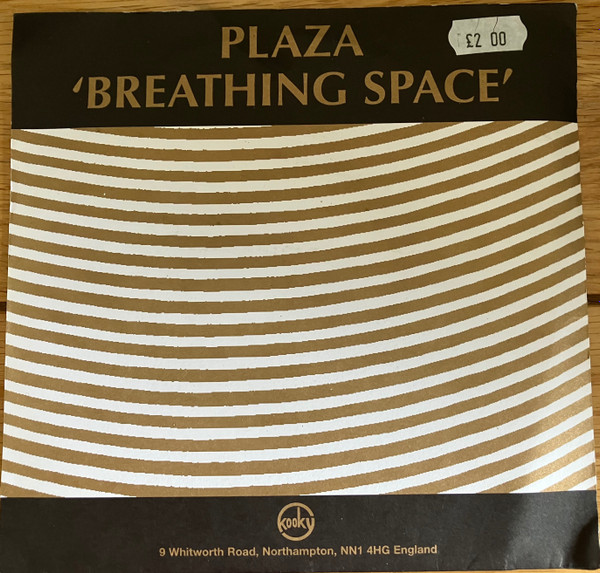 PLAZA
£2 00
‘BREATHING SPACE’
kooky
9 Whitworth Road, Northampton, NN1 4HG England